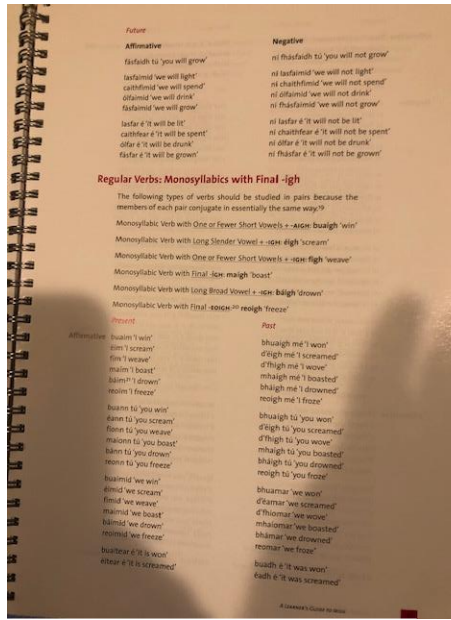 Future
Affirmative
Negative
fásfaidh tú 'you will grow'
ní fhásfaidh tú 'you will not grow'
lasfaimid 'we will light'
ní lasfaimid 'we will not light'
caithfimid 'we will spend'
ní chaithfimid 'we will not spend'
ólfaimid 'we will drink'
ní ólfaimid 'we will not drink'
fásfaimid 'we will grow'
ní fhásfaimid 'we will not grow'
lasfar é 'it will be lit'
ní lasfar é 'it will not be lit'
caithfear é 'it will be spent'
ní chaithfear é 'it will not be spent'
ólfar é 'it will be drunk'
ní ólfar é 'it will not be drunk'
fásfar é 'it will be grown'
ní fhásfar é 'it will not be grown'
Regular Verbs: Monosyllabics with Final -igh
The following types of verbs should be studied in pairs because the
members of each pair conjugate in essentially the same way.¹⁹
Monosyllabic Verb with One or Fewer Short Vowels + -AIGH: buaigh 'win'
Monosyllabic Verb with Long Slender Vowel + -IGH: éigh 'scream'
Monosyllabic Verb with One or Fewer Short Vowels + -IGH: figh 'weave'
Monosyllabic Verb with Final -IGH: maigh 'boast'
Monosyllabic Verb with Long Broad Vowel + -IGH: báigh 'drown'
Monosyllabic Verb with Final -EOIGH:²⁰ reoigh 'freeze'
Present
Past
Affirmative
buaim 'I win'
bhuaigh mé 'I won'
éim 'I scream'
d'éigh mé 'I screamed'
fím 'I weave'
d'fhigh mé 'I wove'
maím 'I boast'
mhaigh mé 'I boasted'
báim²¹ 'I drown'
bháigh mé 'I drowned'
reoim 'I freeze'
reoigh mé 'I froze'
buann tú 'you win'
bhuaigh tú 'you won'
éann tú 'you scream'
d'éigh tú 'you screamed'
fíonn tú 'you weave'
d'fhigh tú 'you wove'
maíonn tú 'you boast'
mhaigh tú 'you boasted'
bánn tú 'you drown'
bháigh tú 'you drowned'
reonn tú 'you freeze'
reoigh tú 'you froze'
buaimid 'we win'
bhuamar 'we won'
éimid 'we scream'
d'éamar 'we screamed'
fímid 'we weave'
d'fhíomar 'we wove'
maímid 'we boast'
mhaíomar 'we boasted'
báimid 'we drown'
bhámar 'we drowned'
reoimid 'we freeze'
reomar 'we froze'
buaitear é 'it is won'
buadh é 'it was won'
éitear é 'it is screamed'
éadh é 'it was screamed'
A Learner's Guide to Irish